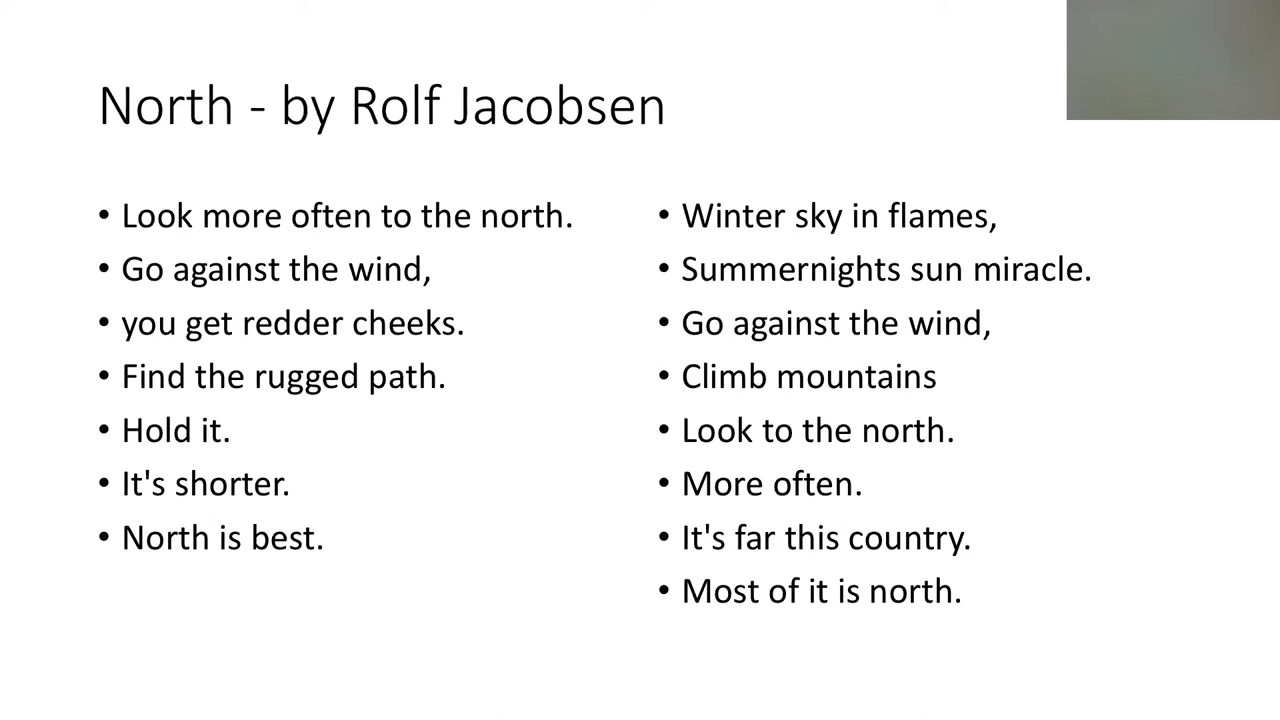 North - by Rolf Jacobsen
• Look more often to the north.
• Go against the wind,
• you get redder cheeks.
• Find the rugged path.
• Hold it.
• It's shorter.
• North is best.
• Winter sky in flames,
• Summernights sun miracle.
• Go against the wind,
• Climb mountains
• Look to the north.
• More often.
• It's far this country.
• Most of it is north.